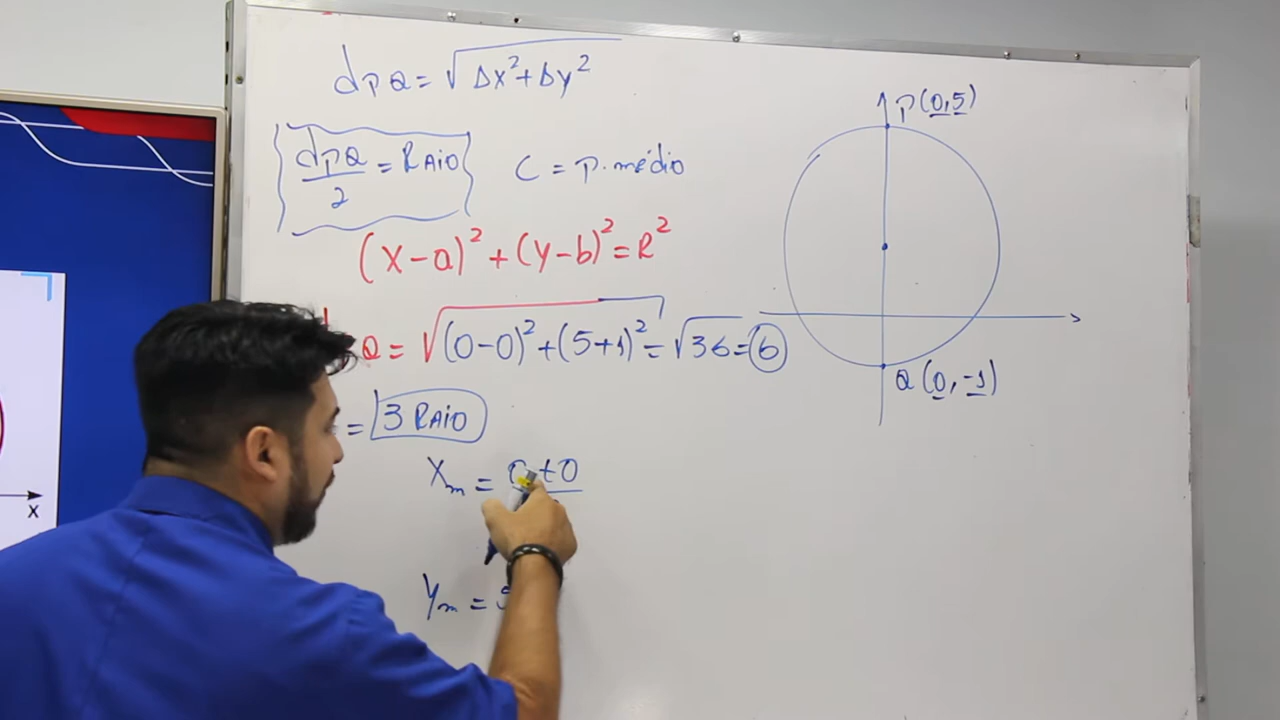 dPQ = √Δx²+Δy²
dPQ/2 = RAIO
C = P. médio
(x-a)² + (y-b)² = R²
Q = √(0-0)²+(5+1)² = √36 = 6
= 3 RAIO
Xm = 0+0
Ym =
P(0,5)
Q(0,-1)
X